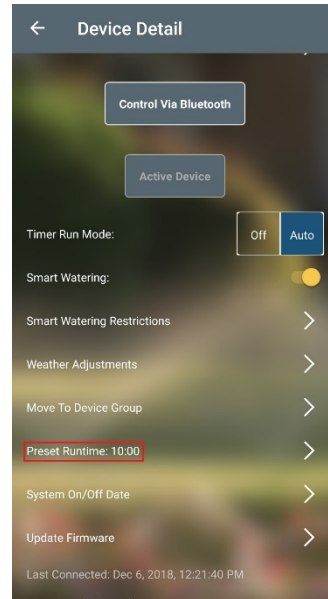 Device Detail
Control Via Bluetooth
Active Device
Timer Run Mode: Off Auto
Smart Watering:
Smart Watering Restrictions
Weather Adjustments
Move To Device Group
Preset Runtime: 10:00
System On/Off Date
Update Firmware
Last Connected: Dec 6, 2018, 12:21:40 PM